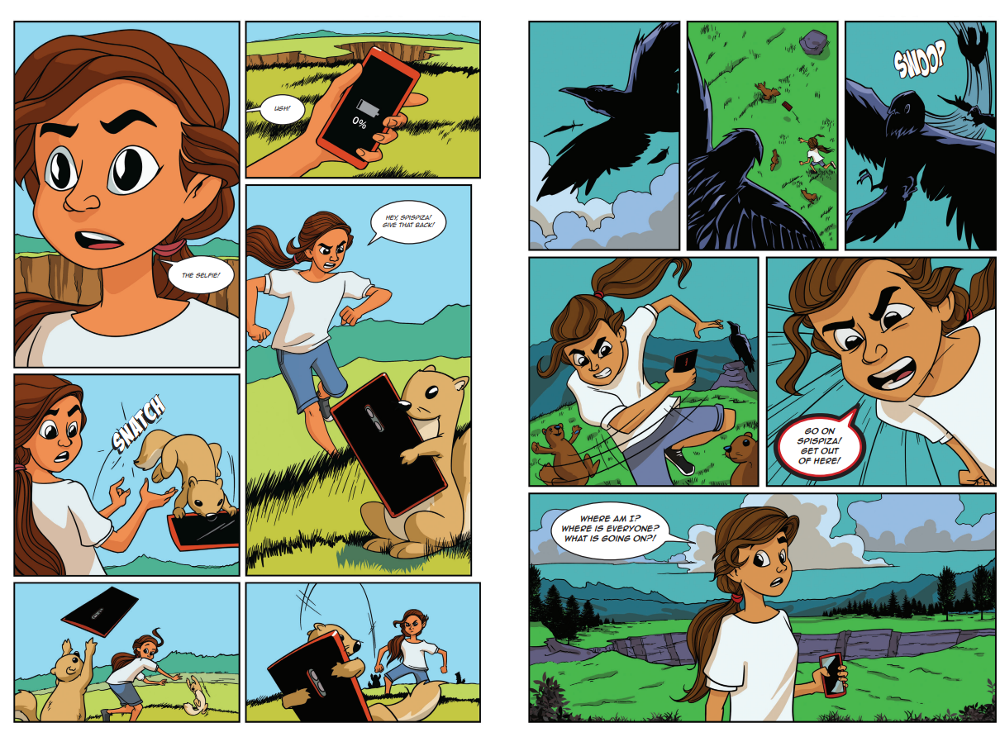 THE SELFIE!
UGH!
0%
SNATCH
HEY, SPISPIZA!
GIVE THAT BACK!
SWOOP
GO ON
SPISPIZA!
GET OUT
OF HERE!
WHERE AM I?
WHERE IS EVERYONE?
WHAT IS GOING ON?!